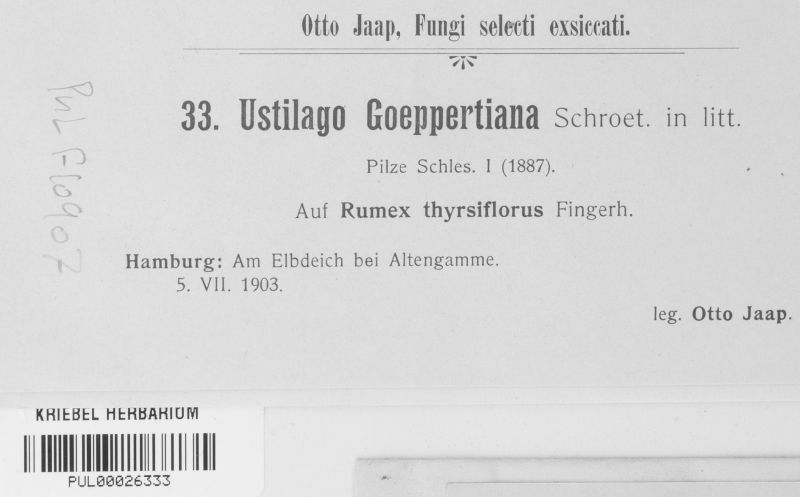 Otto Jaap, Fungi selecti exsiccati.
33. Ustilago Goeppertiana Schroet. in litt.
Pilze Schles. I (1887).
Auf Rumex thyrsiflorus Fingerh.
Hamburg: Am Elbdeich bei Altengamme.
5. VII. 1903.
leg. Otto Jaap.
PUL F10907
KRIEBEL HERBARIUM
PUL00026333